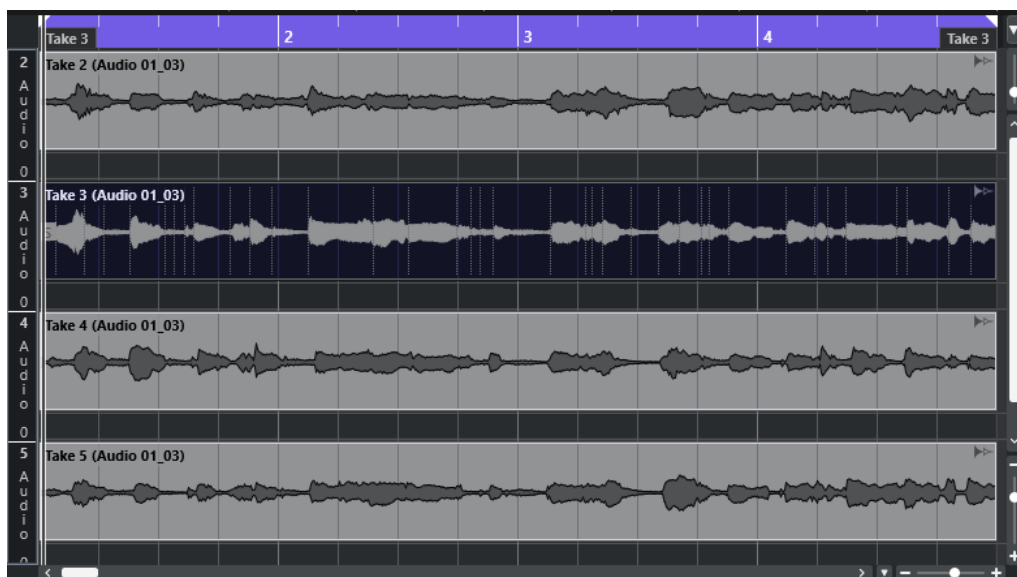 Take 3
2
3
4
Take 3
2
Audio
0
Take 2 (Audio 01_03)
3
Audio
0
Take 3 (Audio 01_03)
S
4
Audio
0
Take 4 (Audio 01_03)
5
Audio
Take 5 (Audio 01_03)